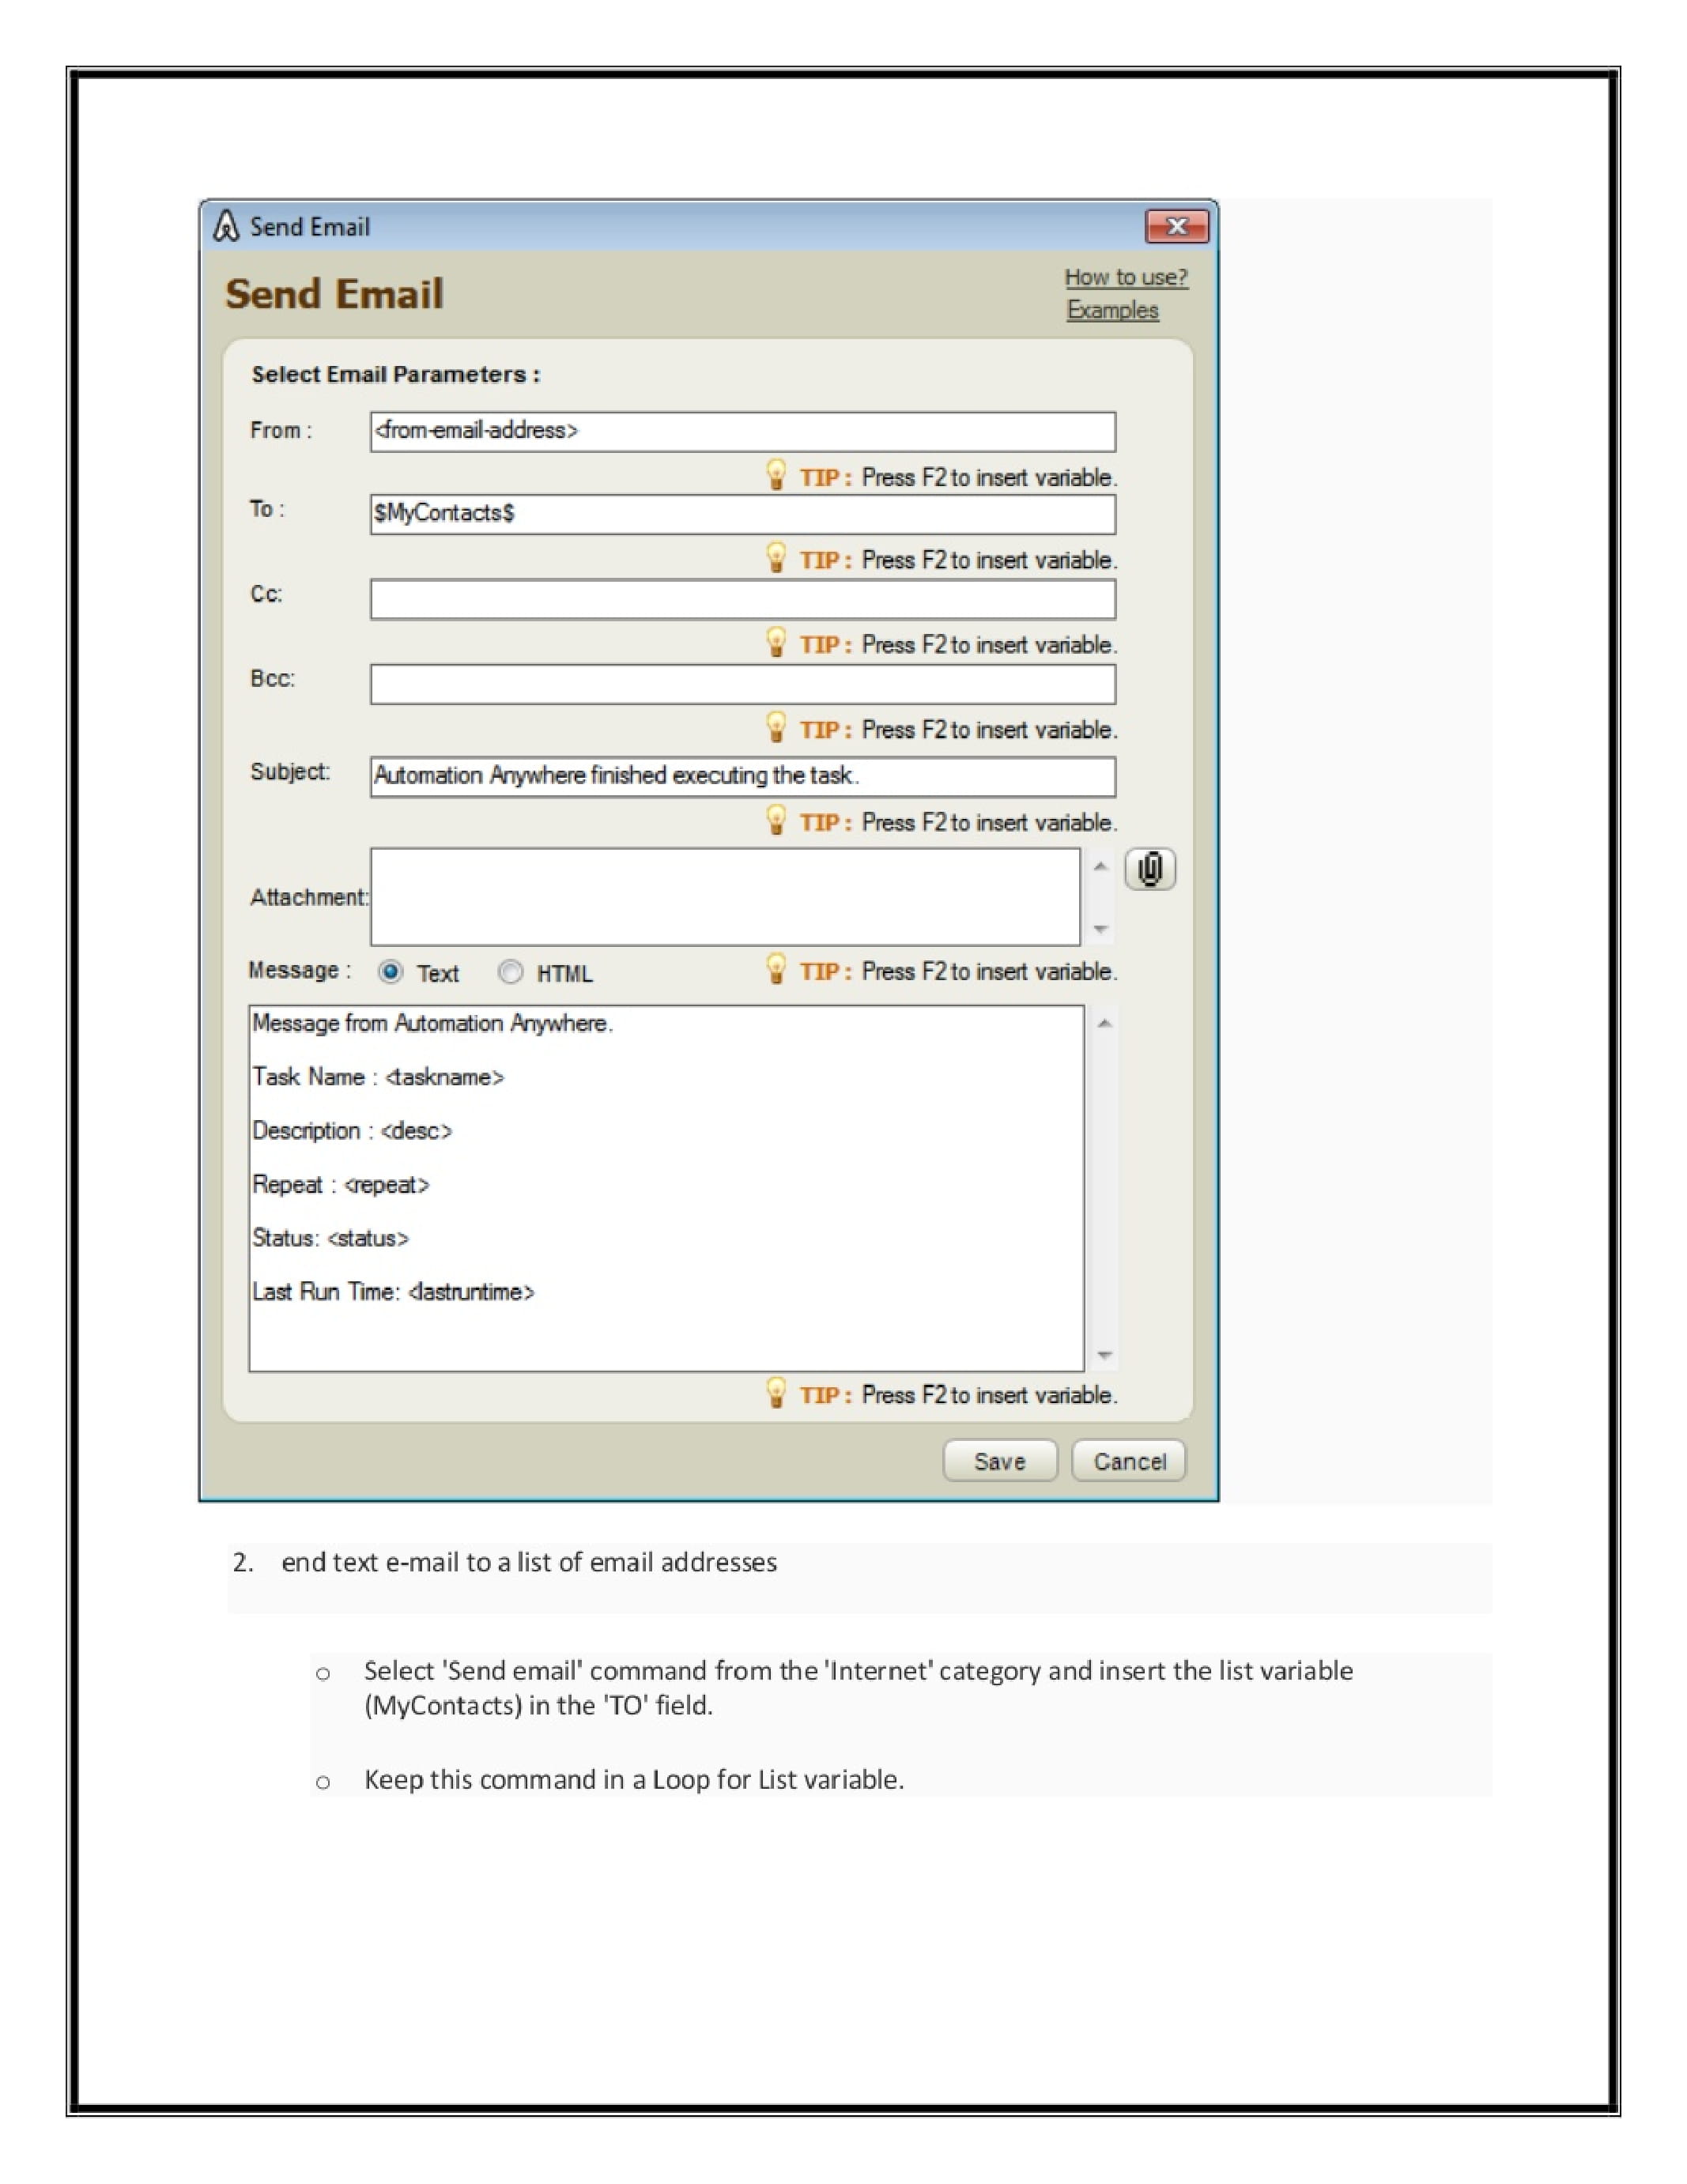 Send Email
Send Email
How to use?
Examples
Select Email Parameters :
From :
<from-email-address>
TIP : Press F2 to insert variable.
To :
$MyContacts$
TIP : Press F2 to insert variable.
Cc:
TIP : Press F2 to insert variable.
Bcc:
TIP : Press F2 to insert variable.
Subject:
Automation Anywhere finished executing the task.
TIP : Press F2 to insert variable.
Attachment:
Message : Text HTML
TIP : Press F2 to insert variable.
Message from Automation Anywhere.
Task Name : <taskname>
Description : <desc>
Repeat : <repeat>
Status: <status>
Last Run Time: <lastruntime>
TIP : Press F2 to insert variable.
Save Cancel
2. end text e-mail to a list of email addresses
o Select 'Send email' command from the 'Internet' category and insert the list variable
(MyContacts) in the 'TO' field.
o Keep this command in a Loop for List variable.